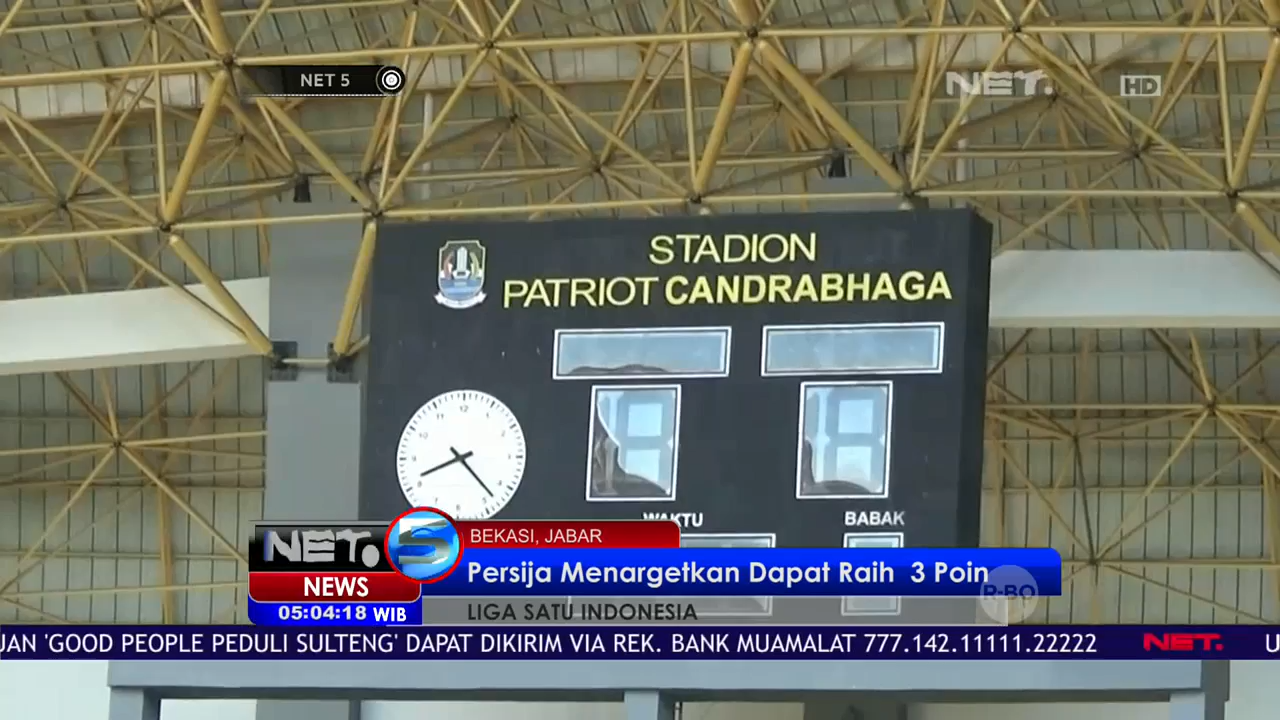 NET 5
NET.
HD
STADION
PATRIOT CANDRABHAGA
WAKTU
BABAK
NET.
5
NEWS
05:04:18 WIB
BEKASI, JABAR
Persija Menargetkan Dapat Raih 3 Poin
R-BO
LIGA SATU INDONESIA
UAN 'GOOD PEOPLE PEDULI SULTENG' DAPAT DIKIRIM VIA REK. BANK MUAMALAT 777.142.11111.22222 NET. U